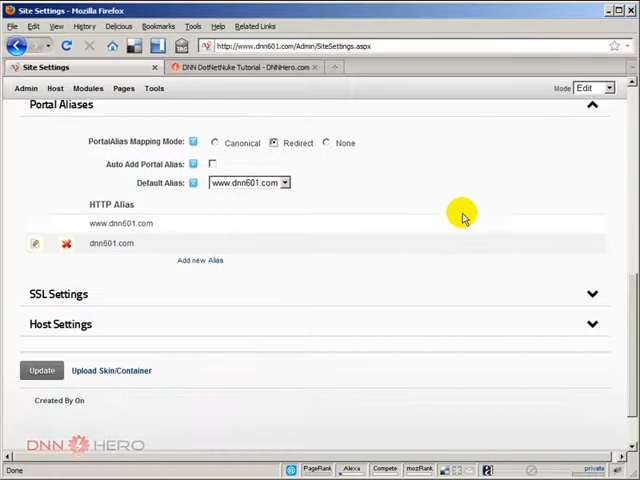 Site Settings - Mozilla Firefox
File Edit View History Delicious Bookmarks Tools Help Related Links
http://www.dnn601.com/Admin/SiteSettings.aspx
Site Settings
DNN DotNetNuke Tutorial - DNNHero.com
Admin Host Modules Pages Tools
Mode Edit
Portal Aliases
PortalAlias Mapping Mode: Canonical Redirect None
Auto Add Portal Alias:
Default Alias: www.dnn601.com
HTTP Alias
www.dnn601.com
dnn601.com
Add new Alias
SSL Settings
Host Settings
Update Upload Skin/Container
Created By On
DNN HERO
Done PageRank Alexa Compete mozRank private